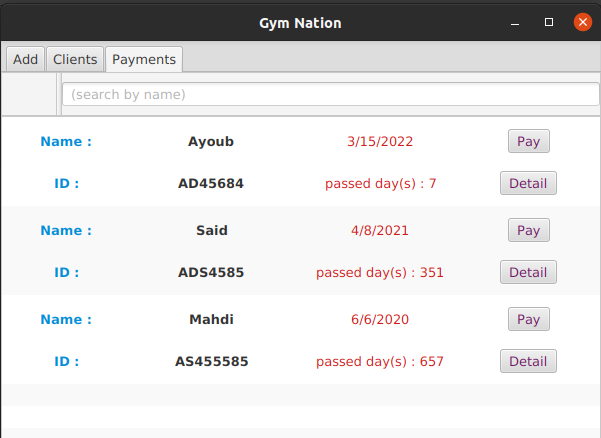 Gym Nation
Add Clients Payments
(search by name)
Name : Ayoub 3/15/2022 Pay
ID : AD45684 passed day(s) : 7 Detail
Name : Said 4/8/2021 Pay
ID : ADS4585 passed day(s) : 351 Detail
Name : Mahdi 6/6/2020 Pay
ID : AS455585 passed day(s) : 657 Detail